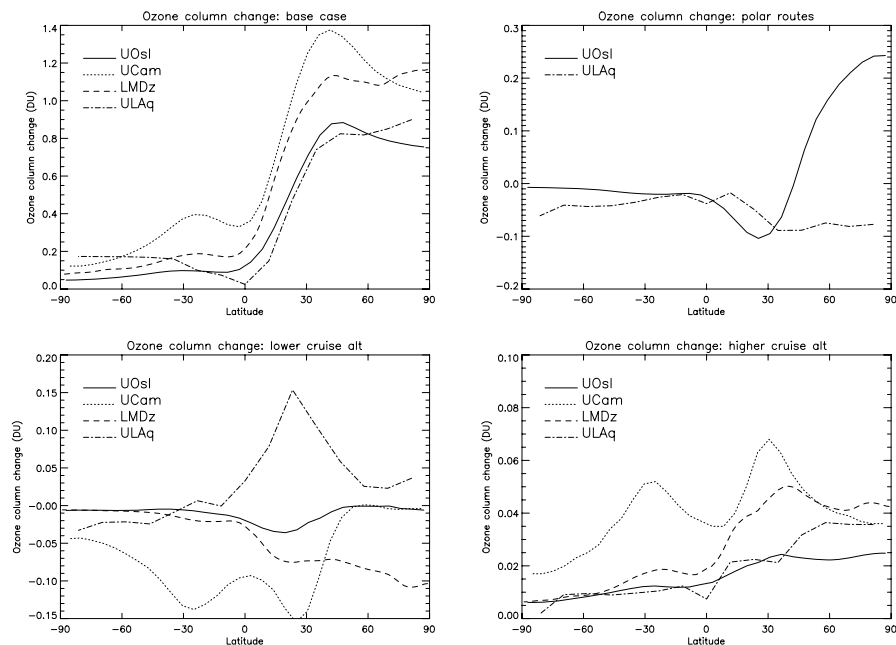 Ozone column change: base case
1.4
1.2
1.0
0.8
0.6
0.4
0.2
0.0
Ozone column change (DU)
UOsl
UCam
LMDz
ULAq
−90 −60 −30 0 30 60 90
Latitude
Ozone column change: polar routes
0.3
0.2
0.1
0.0
−0.1
−0.2
Ozone column change (DU)
UOsl
ULAq
−90 −60 −30 0 30 60 90
Latitude
Ozone column change: lower cruise alt
0.20
0.15
0.10
0.05
−0.00
−0.05
−0.10
−0.15
Ozone column change (DU)
UOsl
UCam
LMDz
ULAq
−90 −60 −30 0 30 60 90
Latitude
Ozone column change: higher cruise alt
0.10
0.08
0.06
0.04
0.02
0.00
Ozone column change (DU)
UOsl
UCam
LMDz
ULAq
−90 −60 −30 0 30 60 90
Latitude